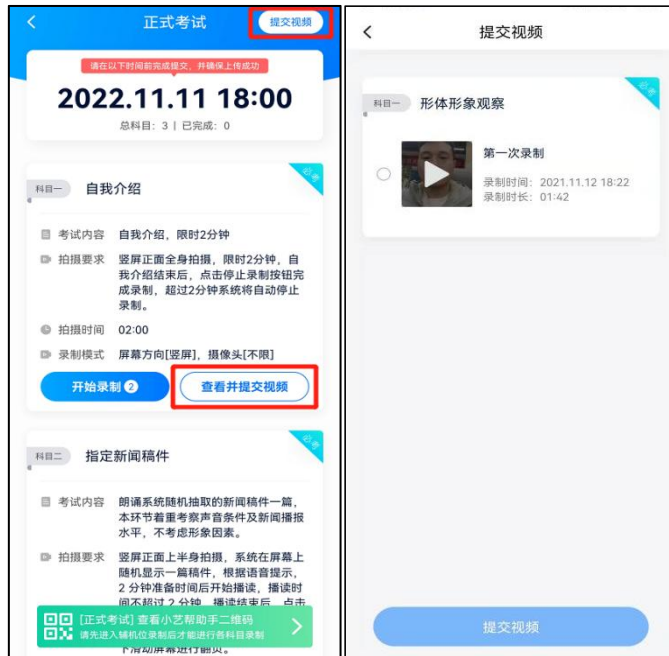 正式考试
提交视频
请在以下时间前完成提交，并确保上传成功
2022.11.11 18:00
总科目：3 | 已完成：0
必考
科目一 自我介绍
考试内容 自我介绍，限时2分钟
拍摄要求 竖屏正面全身拍摄，限时2分钟，自
我介绍结束后，点击停止录制按钮完
成录制，超过2分钟系统将自动停止
录制。
拍摄时间 02:00
录制模式 屏幕方向[竖屏]，摄像头[不限]
开始录制 2
查看并提交视频
必考
科目二 指定新闻稿件
考试内容 朗诵系统随机抽取的新闻稿件一篇，
本环节着重考察声音条件及新闻播报
水平，不考虑形象因素。
拍摄要求 竖屏正面上半身拍摄，系统在屏幕上
随机显示一篇稿件，根据语音提示，
2 分钟准备时间后开始播读，播读时
间不超过 2 分钟，播读结束后，点击
[正式考试] 查看小艺帮助手二维码
请先进入辅机位录制后才能进行各科目录制
下滑动屏幕进行翻页。
提交视频
必考
科目一 形体形象观察
第一次录制
录制时间：2021.11.12 18:22
录制时长：01:42
提交视频